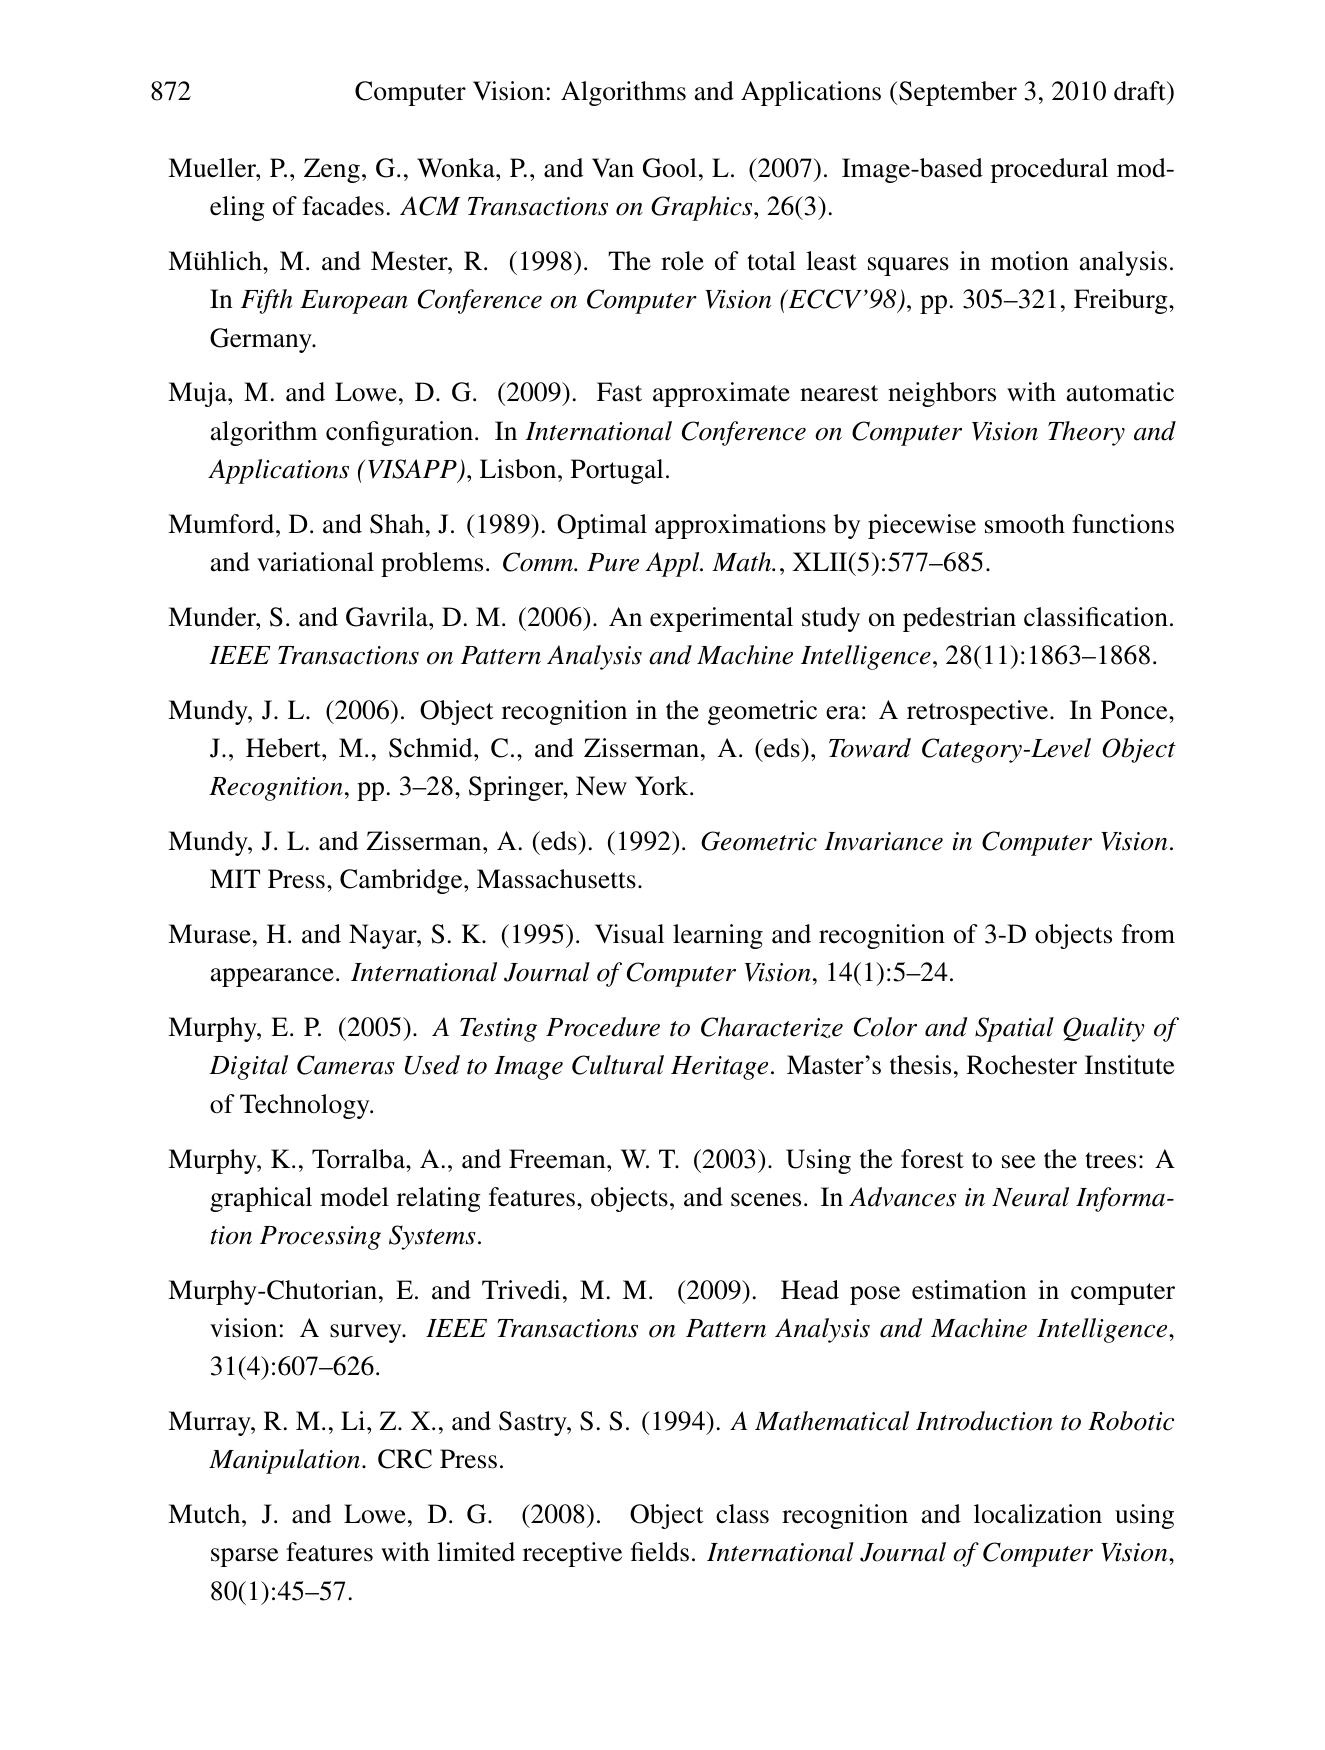 872 Computer Vision: Algorithms and Applications (September 3, 2010 draft)
Mueller, P., Zeng, G., Wonka, P., and Van Gool, L. (2007). Image-based procedural mod-
eling of facades. ACM Transactions on Graphics, 26(3).
Mühlich, M. and Mester, R. (1998). The role of total least squares in motion analysis.
In Fifth European Conference on Computer Vision (ECCV'98), pp. 305–321, Freiburg,
Germany.
Muja, M. and Lowe, D. G. (2009). Fast approximate nearest neighbors with automatic
algorithm configuration. In International Conference on Computer Vision Theory and
Applications (VISAPP), Lisbon, Portugal.
Mumford, D. and Shah, J. (1989). Optimal approximations by piecewise smooth functions
and variational problems. Comm. Pure Appl. Math., XLII(5):577–685.
Munder, S. and Gavrila, D. M. (2006). An experimental study on pedestrian classification.
IEEE Transactions on Pattern Analysis and Machine Intelligence, 28(11):1863–1868.
Mundy, J. L. (2006). Object recognition in the geometric era: A retrospective. In Ponce,
J., Hebert, M., Schmid, C., and Zisserman, A. (eds), Toward Category-Level Object
Recognition, pp. 3–28, Springer, New York.
Mundy, J. L. and Zisserman, A. (eds). (1992). Geometric Invariance in Computer Vision.
MIT Press, Cambridge, Massachusetts.
Murase, H. and Nayar, S. K. (1995). Visual learning and recognition of 3-D objects from
appearance. International Journal of Computer Vision, 14(1):5–24.
Murphy, E. P. (2005). A Testing Procedure to Characterize Color and Spatial Quality of
Digital Cameras Used to Image Cultural Heritage. Master's thesis, Rochester Institute
of Technology.
Murphy, K., Torralba, A., and Freeman, W. T. (2003). Using the forest to see the trees: A
graphical model relating features, objects, and scenes. In Advances in Neural Informa-
tion Processing Systems.
Murphy-Chutorian, E. and Trivedi, M. M. (2009). Head pose estimation in computer
vision: A survey. IEEE Transactions on Pattern Analysis and Machine Intelligence,
31(4):607–626.
Murray, R. M., Li, Z. X., and Sastry, S. S. (1994). A Mathematical Introduction to Robotic
Manipulation. CRC Press.
Mutch, J. and Lowe, D. G. (2008). Object class recognition and localization using
sparse features with limited receptive fields. International Journal of Computer Vision,
80(1):45–57.